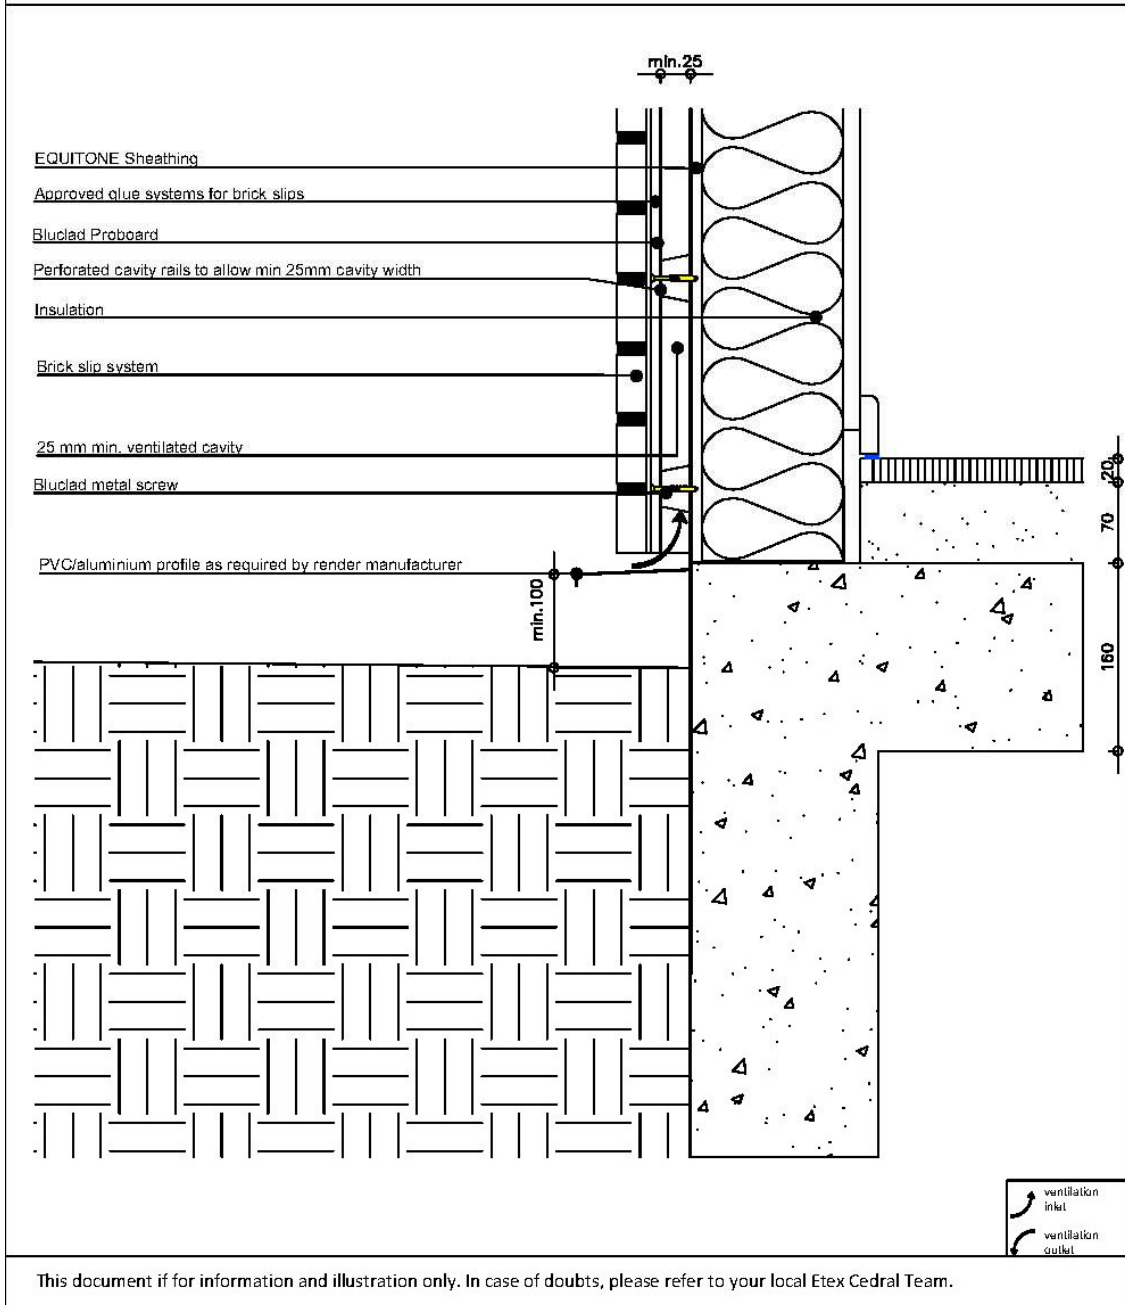 min.25
EQUITONE Sheathing
Approved glue systems for brick slips
Bluclad Proboard
Perforated cavity rails to allow min 25mm cavity width
Insulation
Brick slip system
25 mm min. ventilated cavity
Bluclad metal screw
PVC/aluminium profile as required by render manufacturer
min.100
20
70
160
ventilation
inlet
ventilation
outlet
This document if for information and illustration only. In case of doubts, please refer to your local Etex Cedral Team.